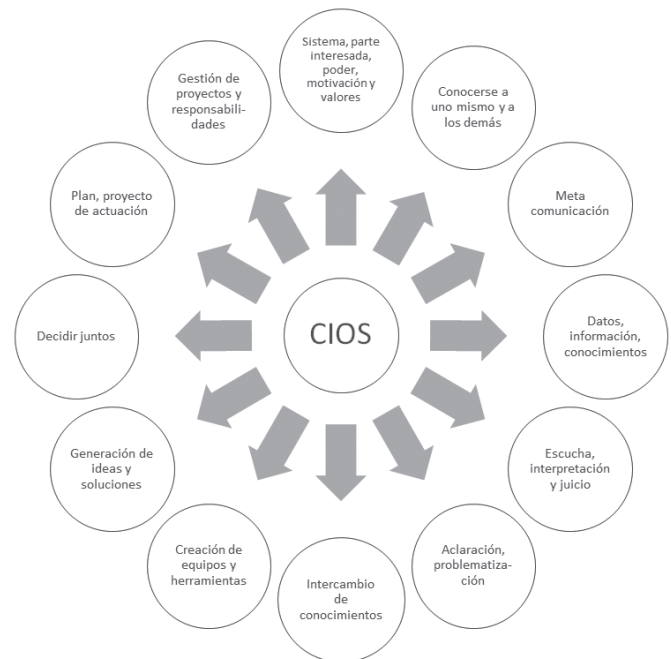 Sistema, parte
interesada,
poder,
motivación y
valores
Conocerse a
uno mismo y a
los demás
Meta
comunicación
Datos,
información,
conocimientos
Escucha,
interpretación
y juicio
Aclaración,
problematiza-
ción
Intercambio
de
conocimientos
Creación de
equipos y
herramientas
Generación de
ideas y
soluciones
Decidir juntos
Plan, proyecto
de actuación
Gestión de
proyectos y
responsabili-
dades
CIOS